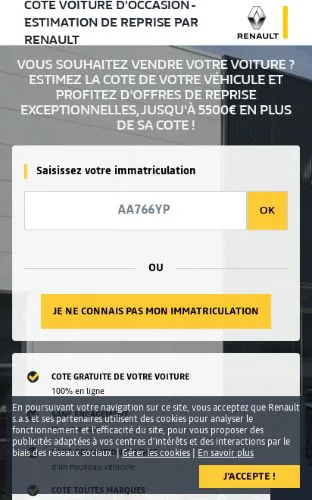 COTE VOITURE D'OCCASION -
ESTIMATION DE REPRISE PAR
RENAULT
RENAULT
VOUS SOUHAITEZ VENDRE VOTRE VOITURE ?
ESTIMEZ LA COTE DE VOTRE VÉHICULE ET
PROFITEZ D'OFFRES DE REPRISE
EXCEPTIONNELLES, JUSQU'À 5500€ EN PLUS
DE SA COTE !
Saisissez votre immatriculation
AA766YP
OK
OU
JE NE CONNAIS PAS MON IMMATRICULATION
COTE GRATUITE DE VOTRE VOITURE
100% en ligne
En poursuivant votre navigation sur ce site, vous acceptez que Renault
s.a.s et ses partenaires utilisent des cookies pour analyser le
fonctionnement et l'efficacité du site, pour vous proposer des
publicités adaptées à vos centres d'intérêts et des interactions par le
biais des réseaux sociaux. | Gérer les cookies | En savoir plus
d'un nouveau véhicule
J'ACCEPTE !
COTE TOUTES MARQUES